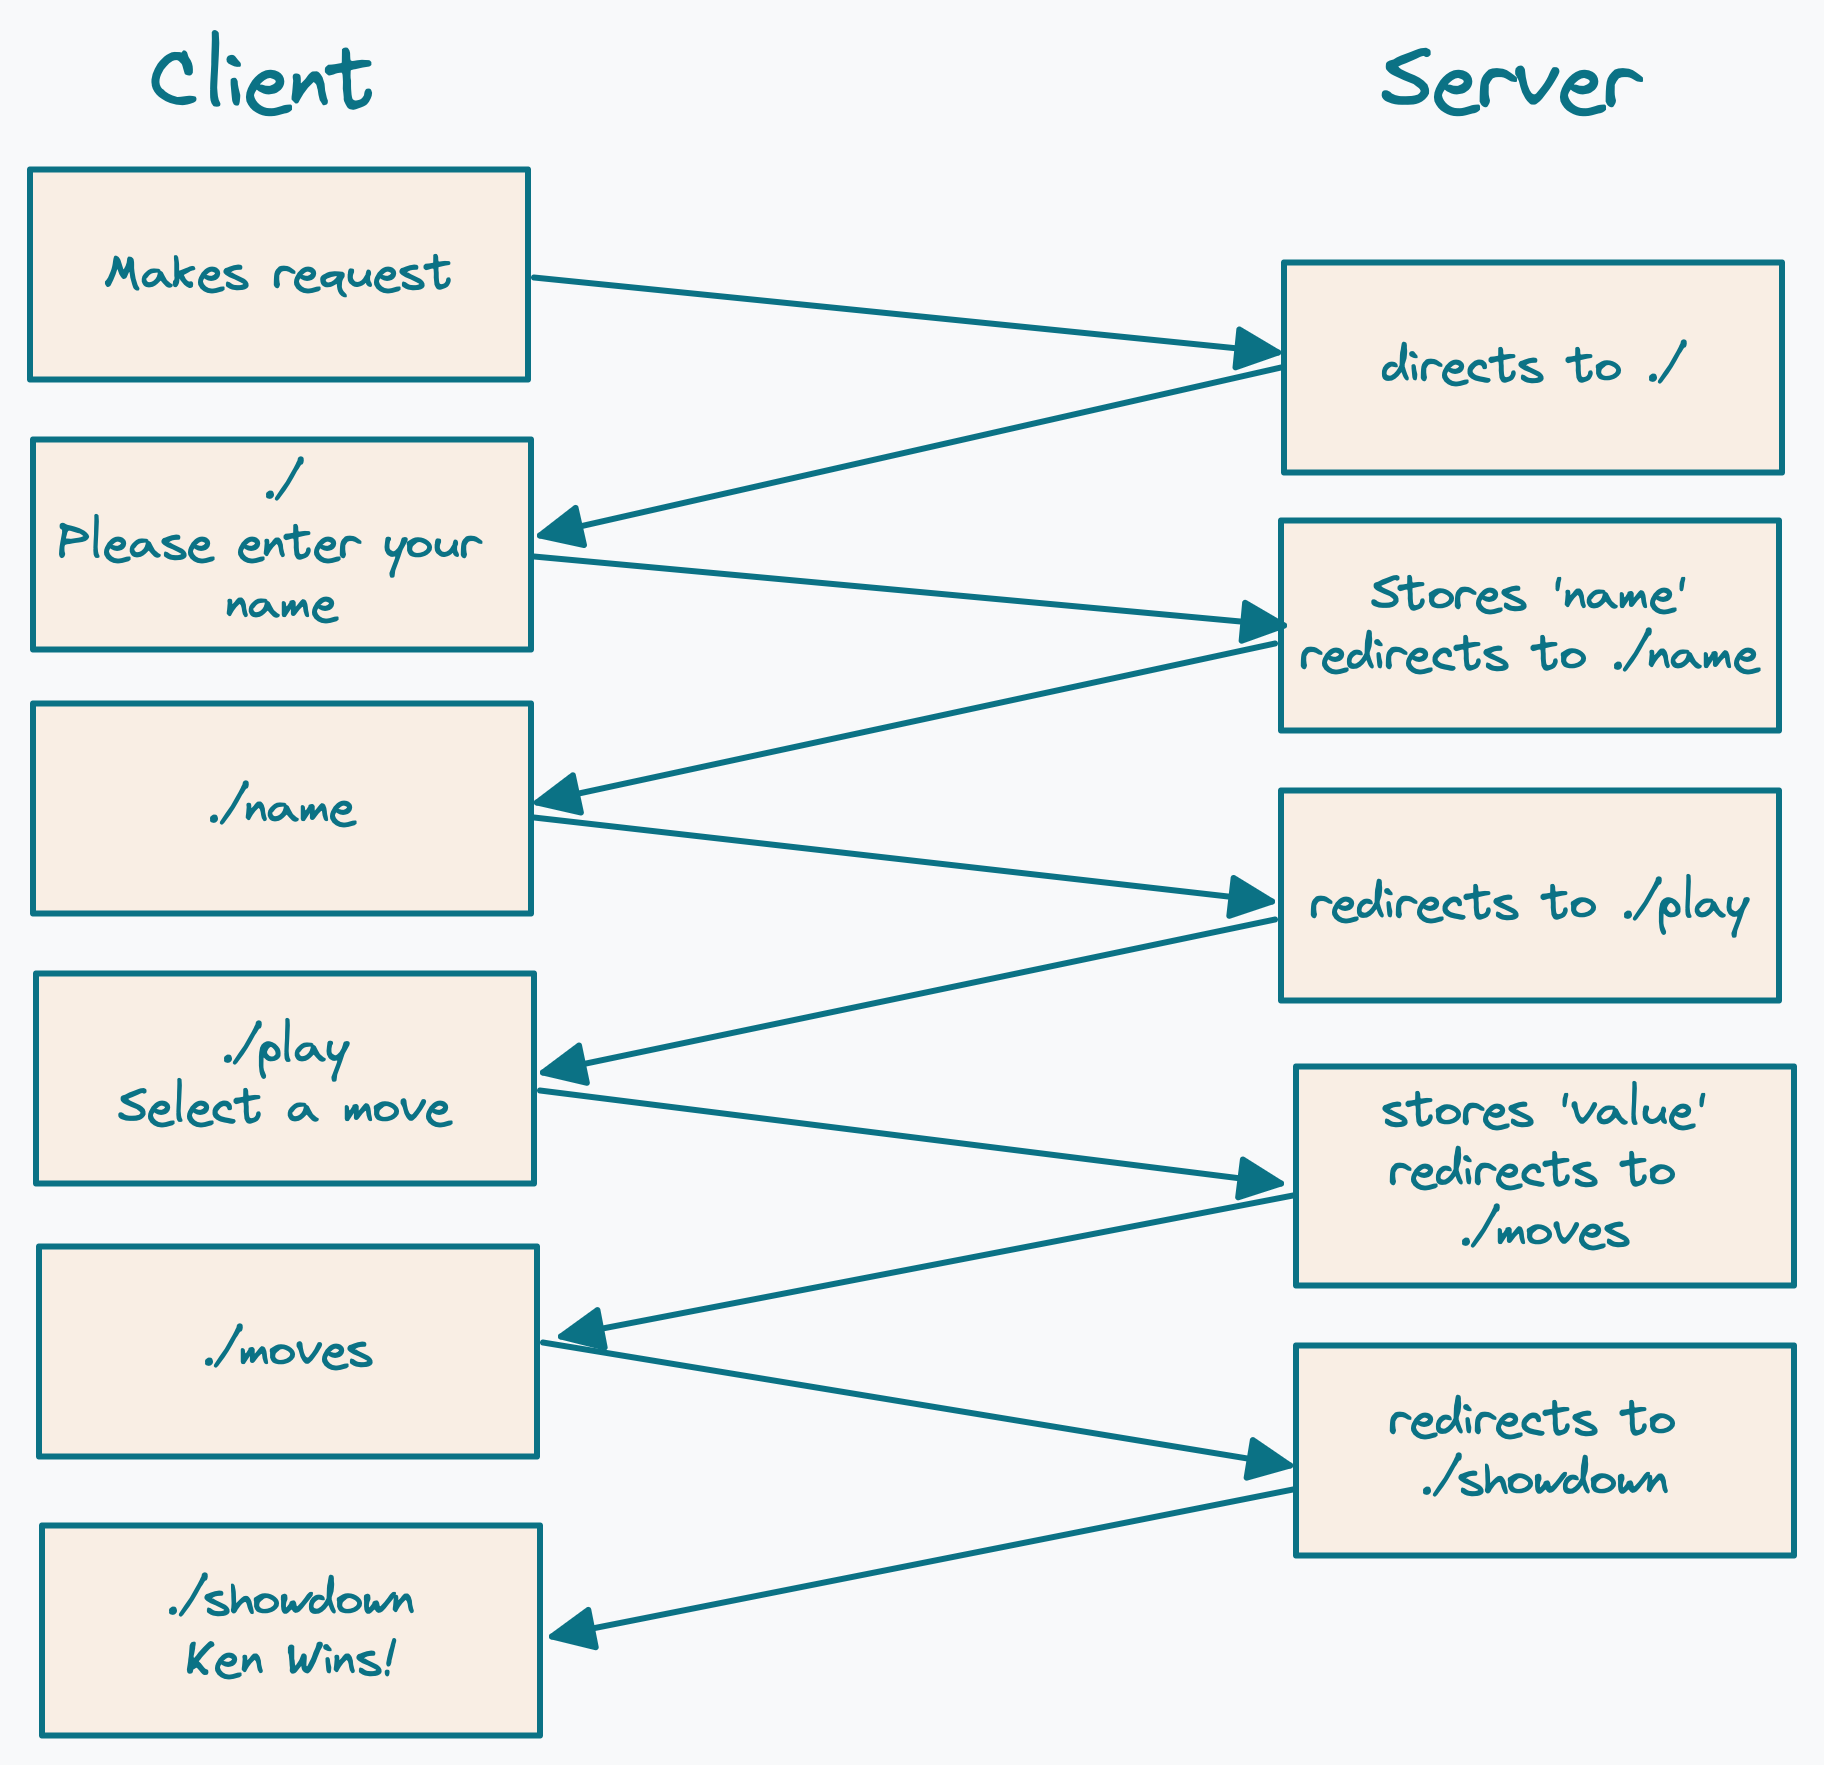 Client
Server
Makes request
directs to ./
./
Please enter your
name
Stores 'name'
redirects to ./name
./name
redirects to ./play
./play
Select a move
stores 'value'
redirects to
./moves
./moves
redirects to
./showdown
./showdown
Ken Wins!